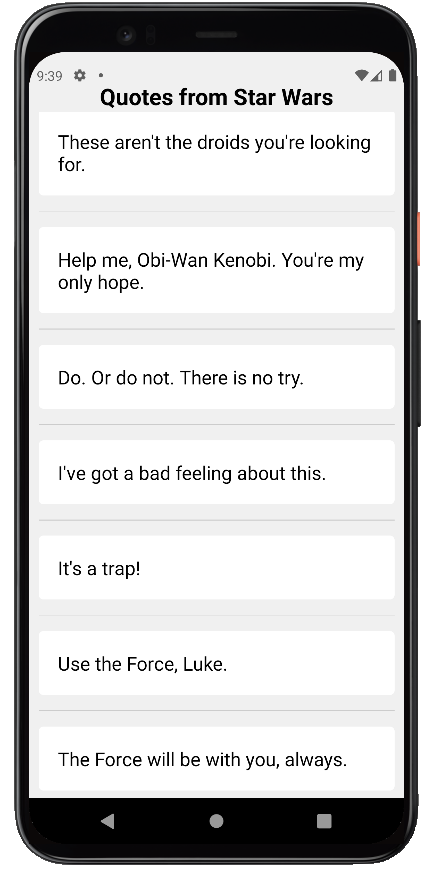 9:39
Quotes from Star Wars
These aren't the droids you're looking
for.
Help me, Obi-Wan Kenobi. You're my
only hope.
Do. Or do not. There is no try.
I've got a bad feeling about this.
It's a trap!
Use the Force, Luke.
The Force will be with you, always.